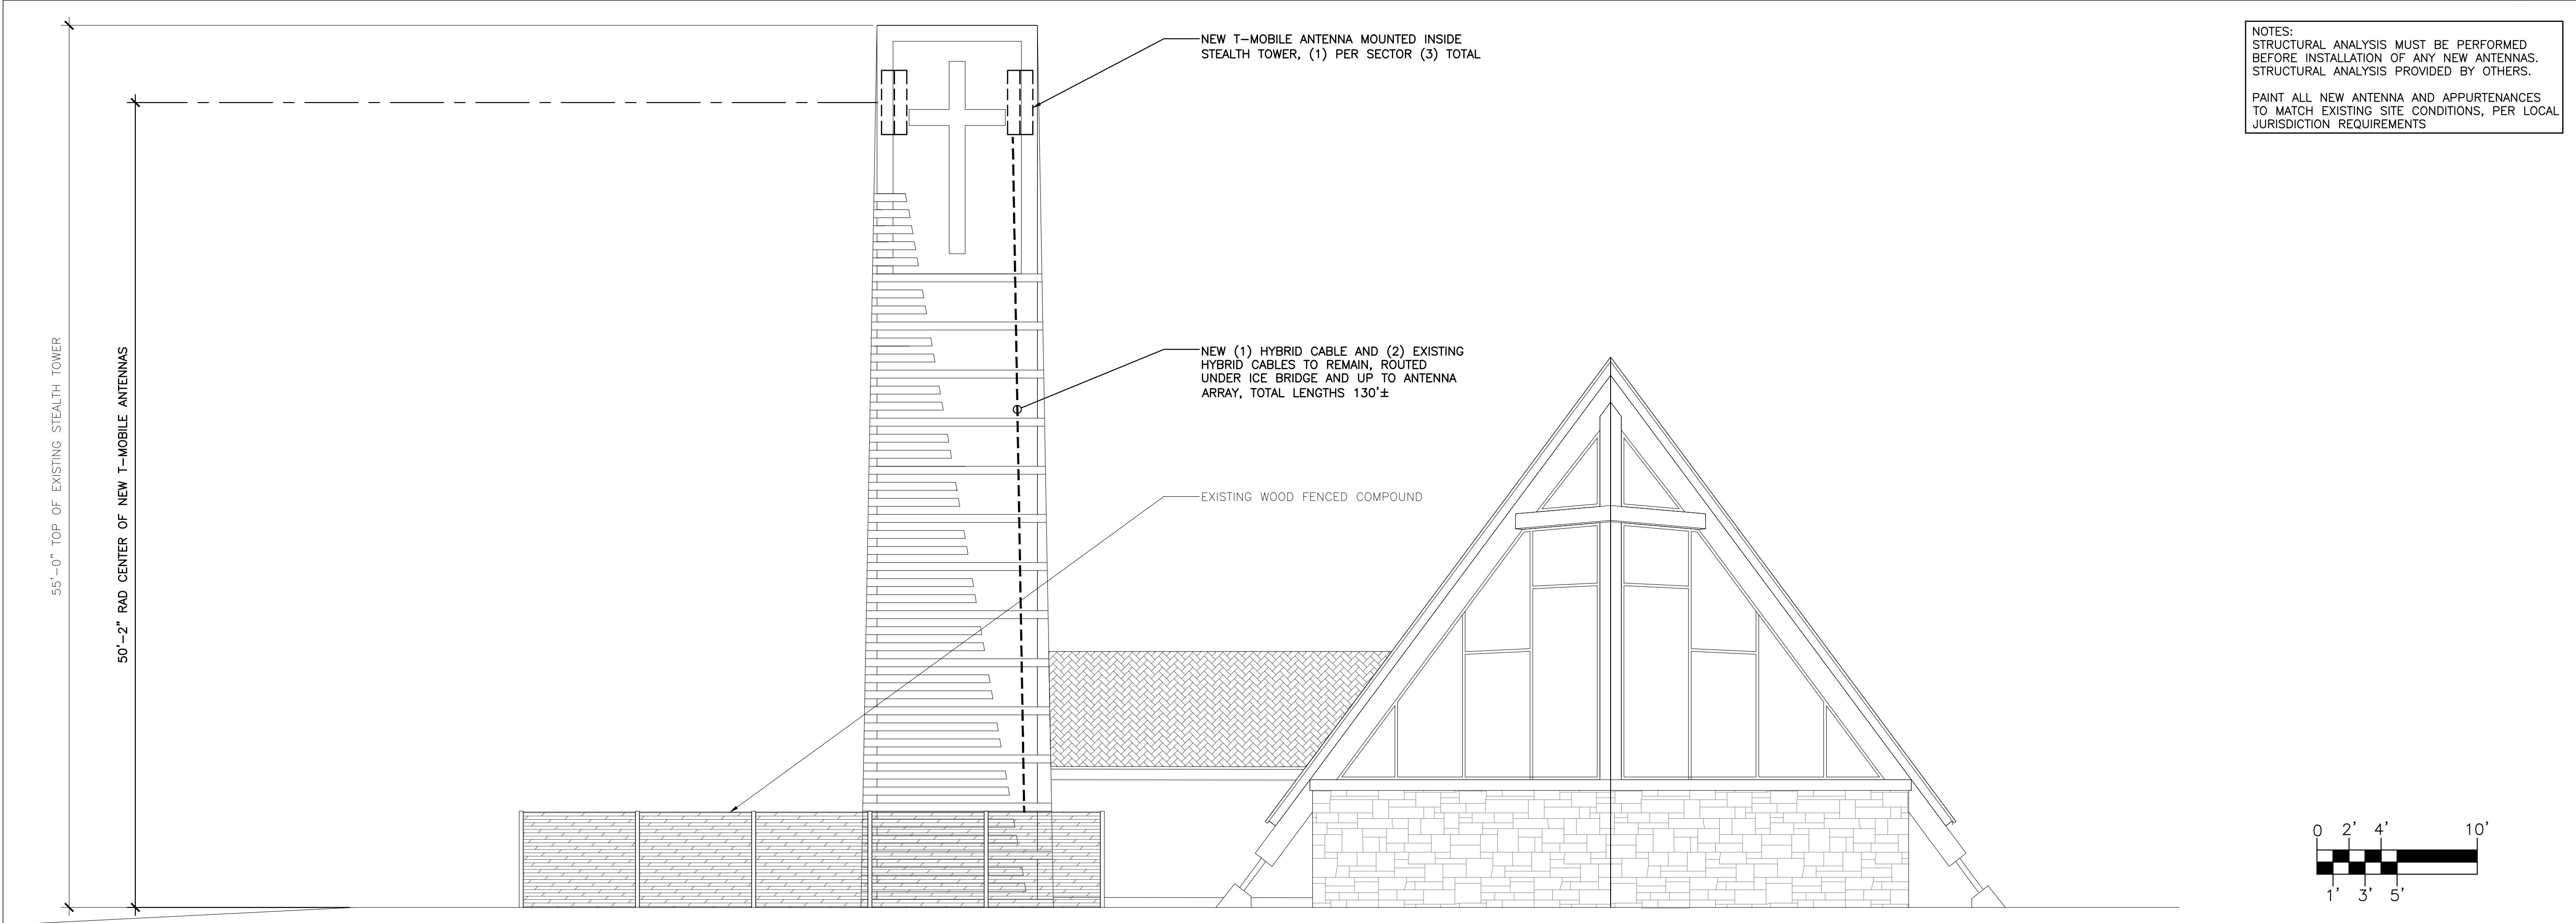 NEW T-MOBILE ANTENNA MOUNTED INSIDE
STEALTH TOWER, (1) PER SECTOR (3) TOTAL
NOTES:
STRUCTURAL ANALYSIS MUST BE PERFORMED
BEFORE INSTALLATION OF ANY NEW ANTENNAS.
STRUCTURAL ANALYSIS PROVIDED BY OTHERS.
PAINT ALL NEW ANTENNA AND APPURTENANCES
TO MATCH EXISTING SITE CONDITIONS, PER LOCAL
JURISDICTION REQUIREMENTS
55'-0" TOP OF EXISTING STEALTH TOWER
50'-2" RAD CENTER OF NEW T-MOBILE ANTENNAS
NEW (1) HYBRID CABLE AND (2) EXISTING
HYBRID CABLES TO REMAIN, ROUTED
UNDER ICE BRIDGE AND UP TO ANTENNA
ARRAY, TOTAL LENGTHS 130'±
EXISTING WOOD FENCED COMPOUND
0 2' 4' 10'
1' 3' 5'